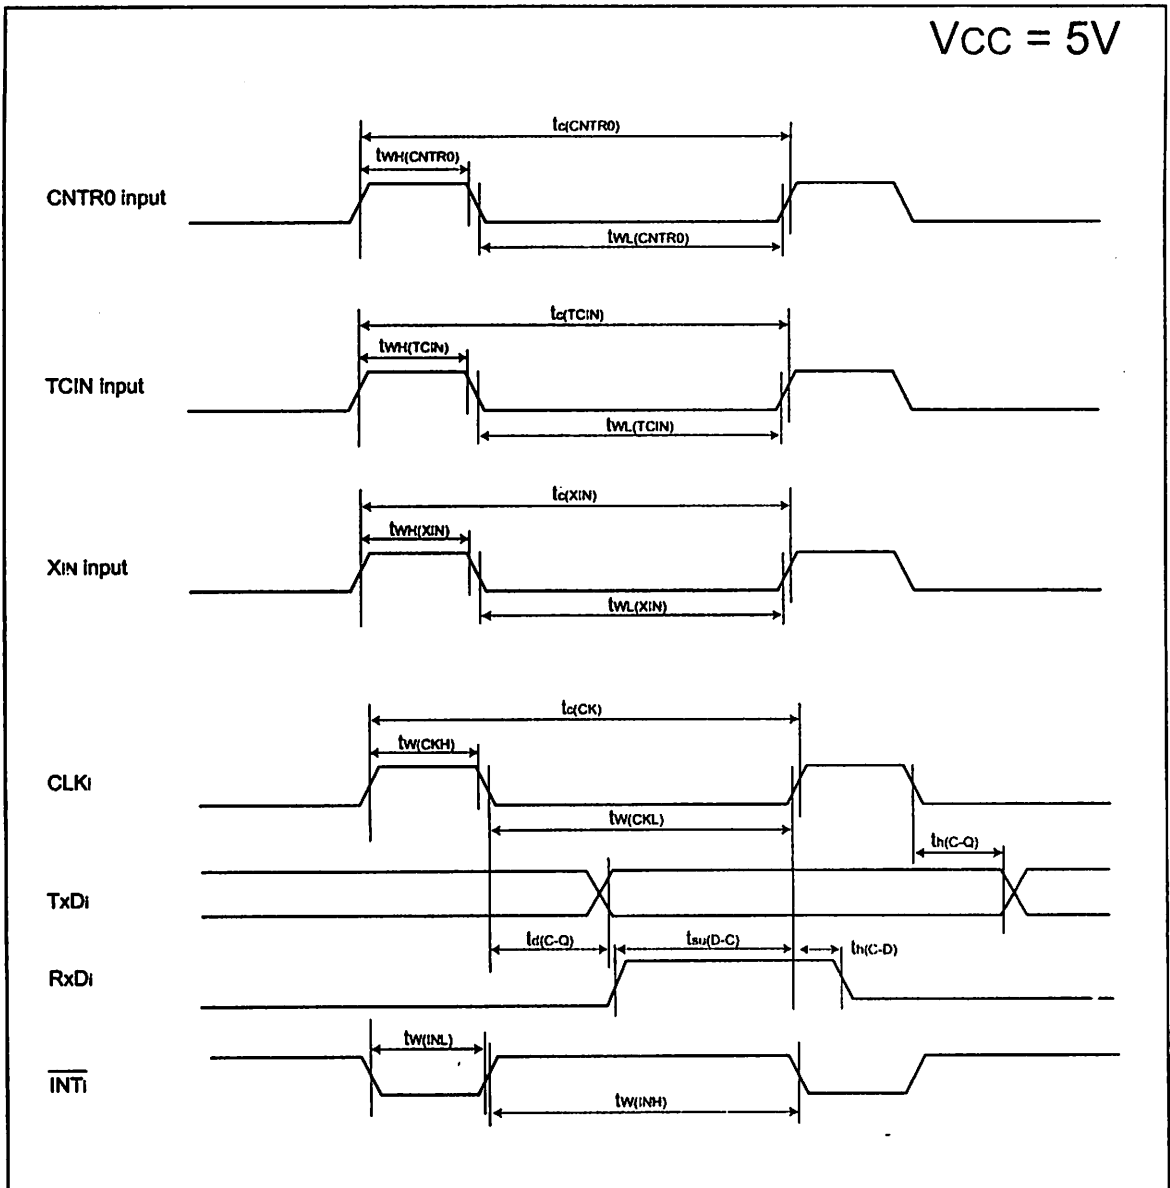 VCC = 5V
tc(CNTR0)
tWH(CNTR0)
CNTR0 input
tWL(CNTR0)
tc(TCIN)
tWH(TCIN)
TCIN input
tWL(TCIN)
tc(XIN)
tWH(XIN)
XIN input
tWL(XIN)
tc(CK)
tW(CKH)
CLKi
tW(CKL)
th(C-Q)
TxDi
td(C-Q)
tsu(D-C)
th(C-D)
RxDi
tW(INL)
INTi
tW(INH)